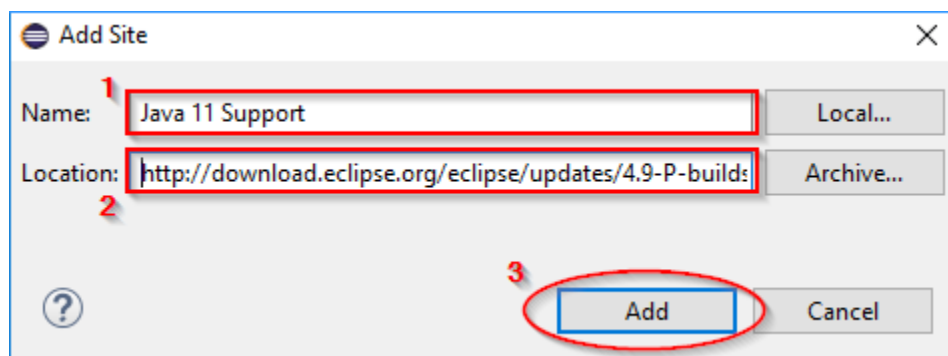 Add Site
1
Name: Java 11 Support Local...
Location: http://download.eclipse.org/eclipse/updates/4.9-P-builds Archive...
2
3
? Add Cancel